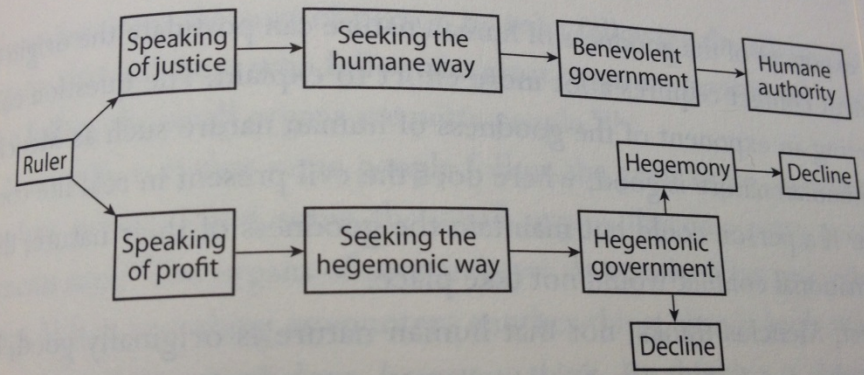 Speaking
of justice
Seeking the
humane way
Benevolent
government
Humane
authority
Ruler
Hegemony
Decline
Speaking
of profit
Seeking the
hegemonic way
Hegemonic
government
Decline